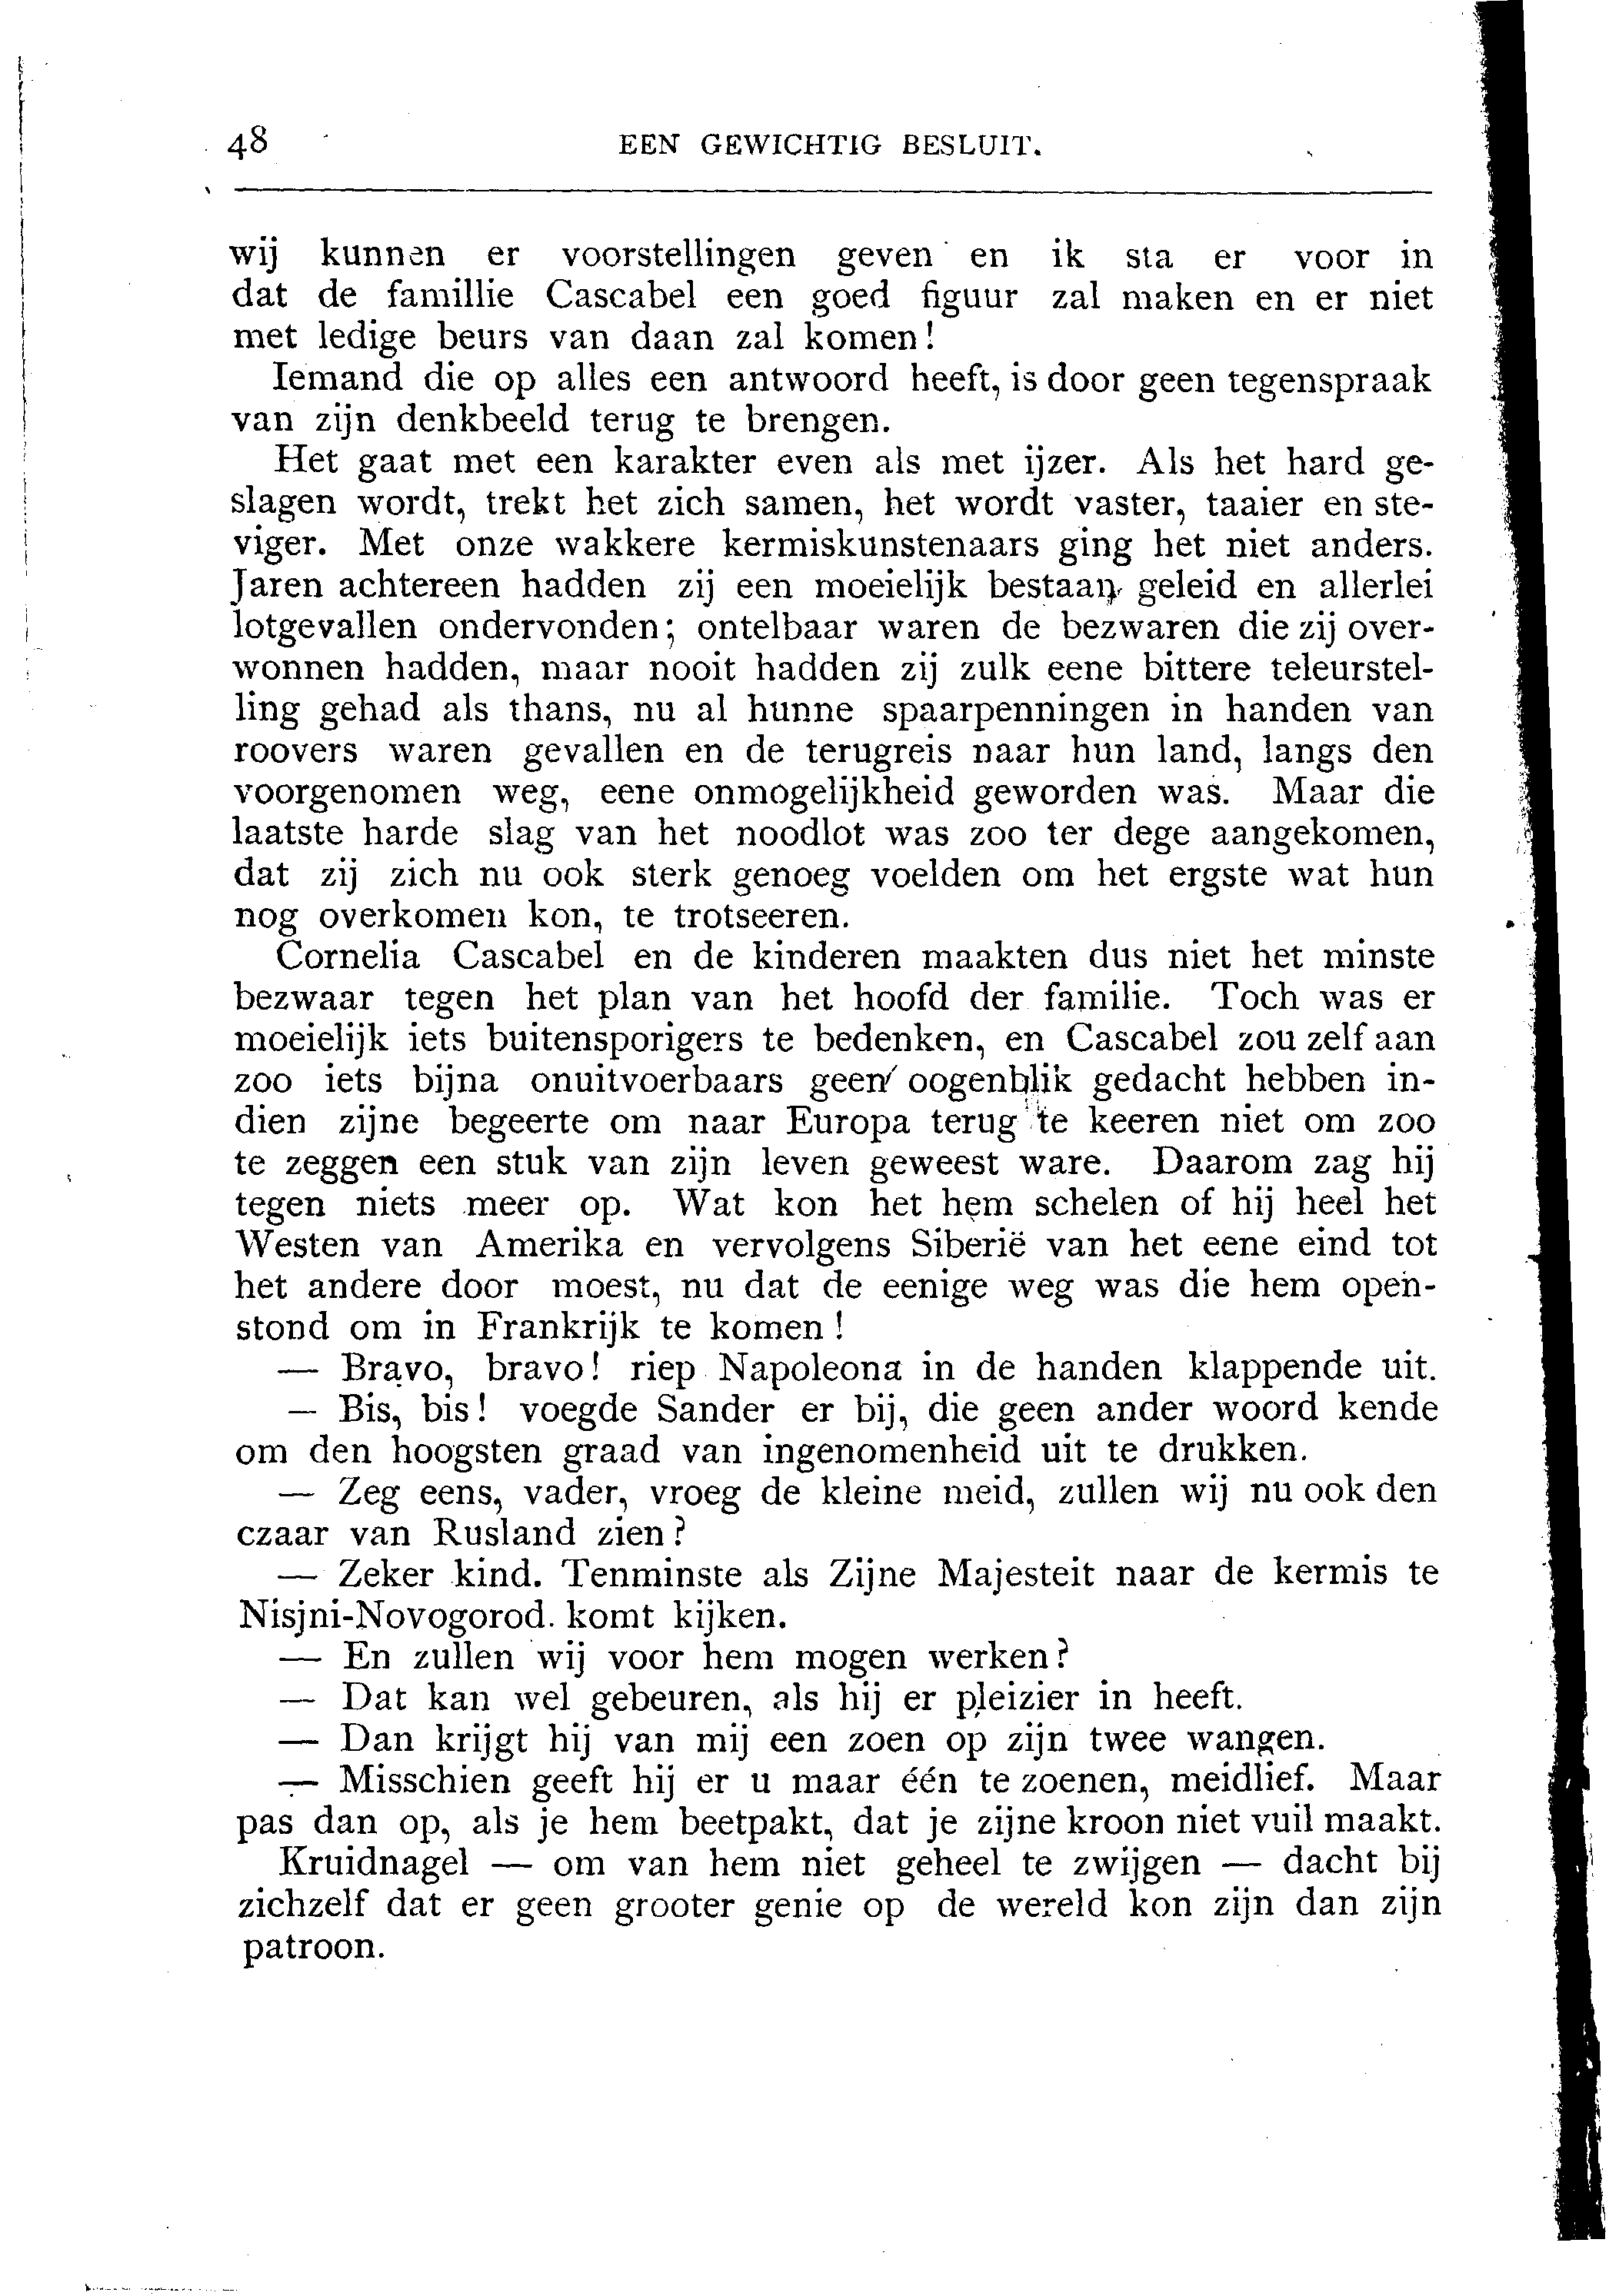 48 EEN GEWICHTIG BESLUIT.
wij kunnen er voorstellingen geven en ik sta er voor in
dat de famillie Cascabel een goed figuur zal maken en er niet
met ledige beurs van daan zal komen!
Iemand die op alles een antwoord heeft, is door geen tegenspraak
van zijn denkbeeld terug te brengen.
Het gaat met een karakter even als met ijzer. Als het hard ge-
slagen wordt, trekt het zich samen, het wordt vaster, taaier en ste-
viger. Met onze wakkere kermiskunstenaars ging het niet anders.
Jaren achtereen hadden zij een moeielijk bestaan geleid en allerlei
lotgevallen ondervonden; ontelbaar waren de bezwaren die zij over-
wonnen hadden, maar nooit hadden zij zulk eene bittere teleurstel-
ling gehad als thans, nu al hunne spaarpenningen in handen van
roovers waren gevallen en de terugreis naar hun land, langs den
voorgenomen weg, eene onmogelijkheid geworden was. Maar die
laatste harde slag van het noodlot was zoo ter dege aangekomen,
dat zij zich nu ook sterk genoeg voelden om het ergste wat hun
nog overkomen kon, te trotseeren.
Cornelia Cascabel en de kinderen maakten dus niet het minste
bezwaar tegen het plan van het hoofd der familie. Toch was er
moeielijk iets buitensporigers te bedenken, en Cascabel zou zelf aan
zoo iets bijna onuitvoerbaars geen oogenblik gedacht hebben in-
dien zijne begeerte om naar Europa terug te keeren niet om zoo
te zeggen een stuk van zijn leven geweest ware. Daarom zag hij
tegen niets meer op. Wat kon het hem schelen of hij heel het
Westen van Amerika en vervolgens Siberië van het eene eind tot
het andere door moest, nu dat de eenige weg was die hem open-
stond om in Frankrijk te komen!
— Bravo, bravo! riep Napoleona in de handen klappende uit.
— Bis, bis! voegde Sander er bij, die geen ander woord kende
om den hoogsten graad van ingenomenheid uit te drukken.
— Zeg eens, vader, vroeg de kleine meid, zullen wij nu ook den
czaar van Rusland zien?
— Zeker kind. Tenminste als Zijne Majesteit naar de kermis te
Nisjni-Novogorod. komt kijken.
— En zullen wij voor hem mogen werken?
— Dat kan wel gebeuren, als hij er pleizier in heeft.
— Dan krijgt hij van mij een zoen op zijn twee wangen.
— Misschien geeft hij er u maar één te zoenen, meidlief. Maar
pas dan op, als je hem beetpakt, dat je zijne kroon niet vuil maakt.
Kruidnagel — om van hem niet geheel te zwijgen — dacht bij
zichzelf dat er geen grooter genie op de wereld kon zijn dan zijn
patroon.